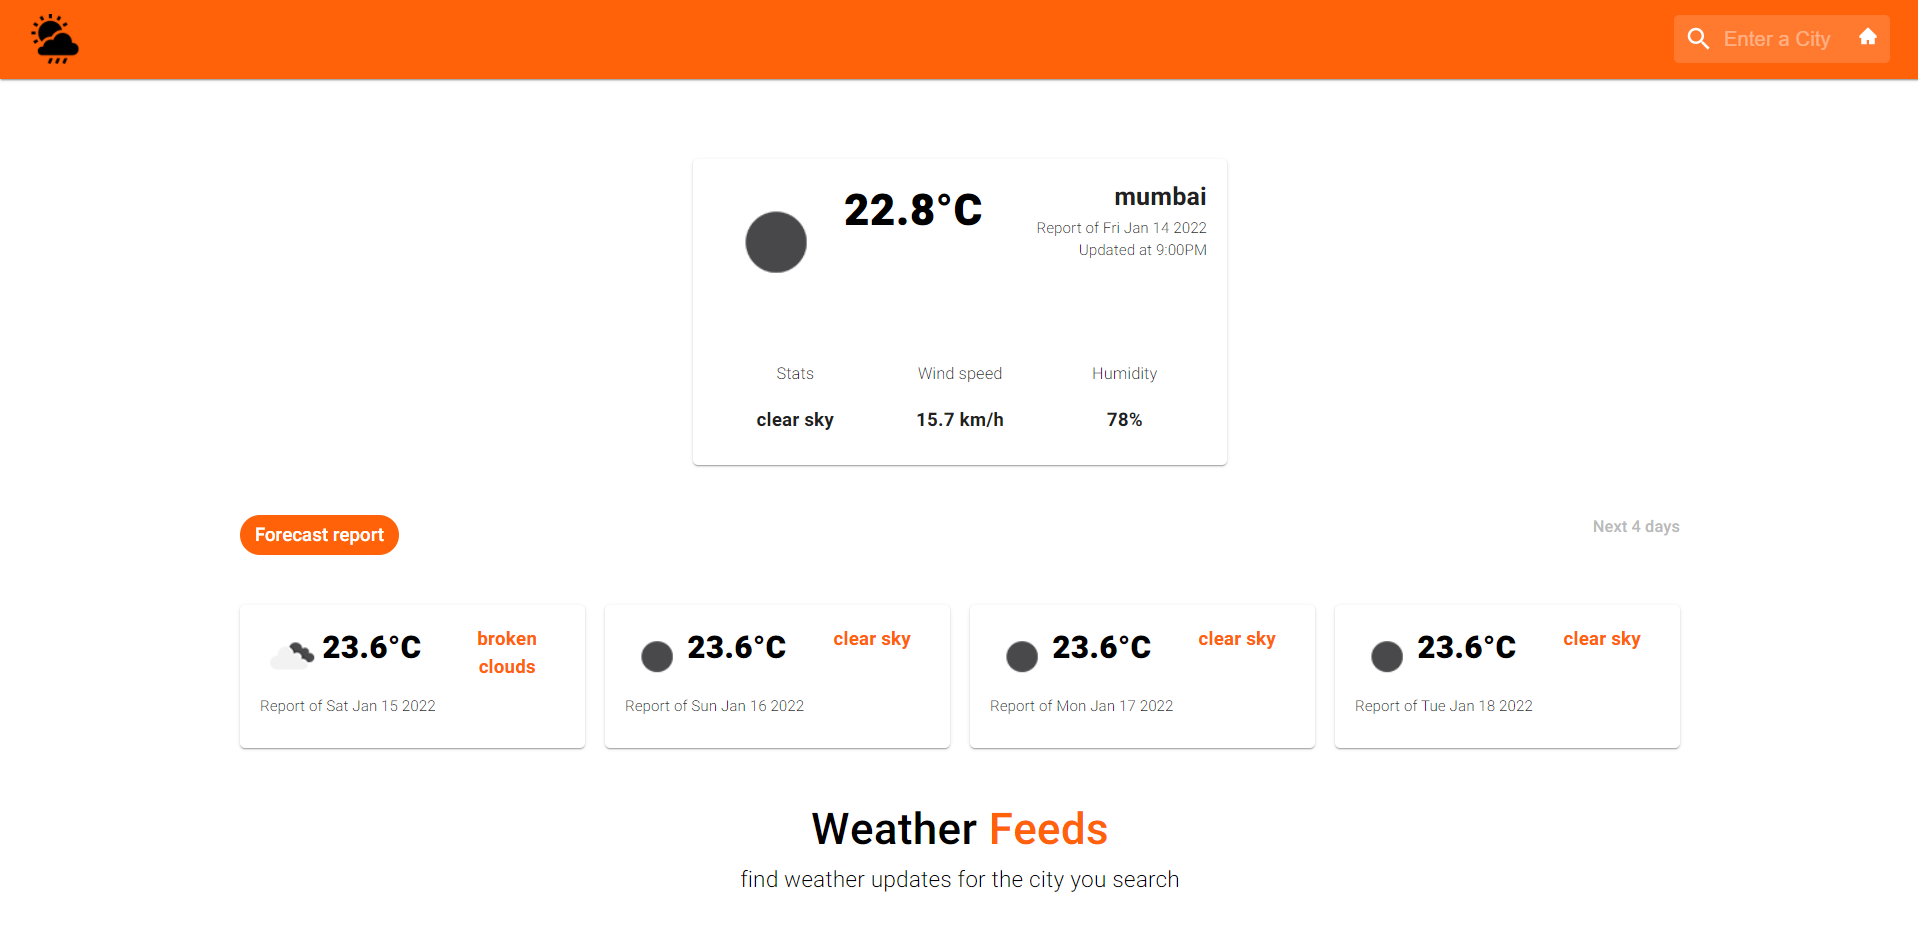 Enter a City
22.8°C
mumbai
Report of Fri Jan 14 2022
Updated at 9:00PM
Stats
Wind speed
Humidity
clear sky
15.7 km/h
78%
Forecast report
Next 4 days
23.6°C
broken
clouds
Report of Sat Jan 15 2022
23.6°C
clear sky
Report of Sun Jan 16 2022
23.6°C
clear sky
Report of Mon Jan 17 2022
23.6°C
clear sky
Report of Tue Jan 18 2022
Weather Feeds
find weather updates for the city you search